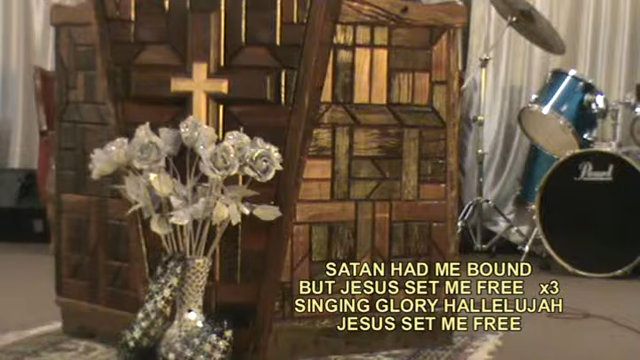 Pearl
SATAN HAD ME BOUND
BUT JESUS SET ME FREE x3
SINGING GLORY HALLELUJAH
JESUS SET ME FREE